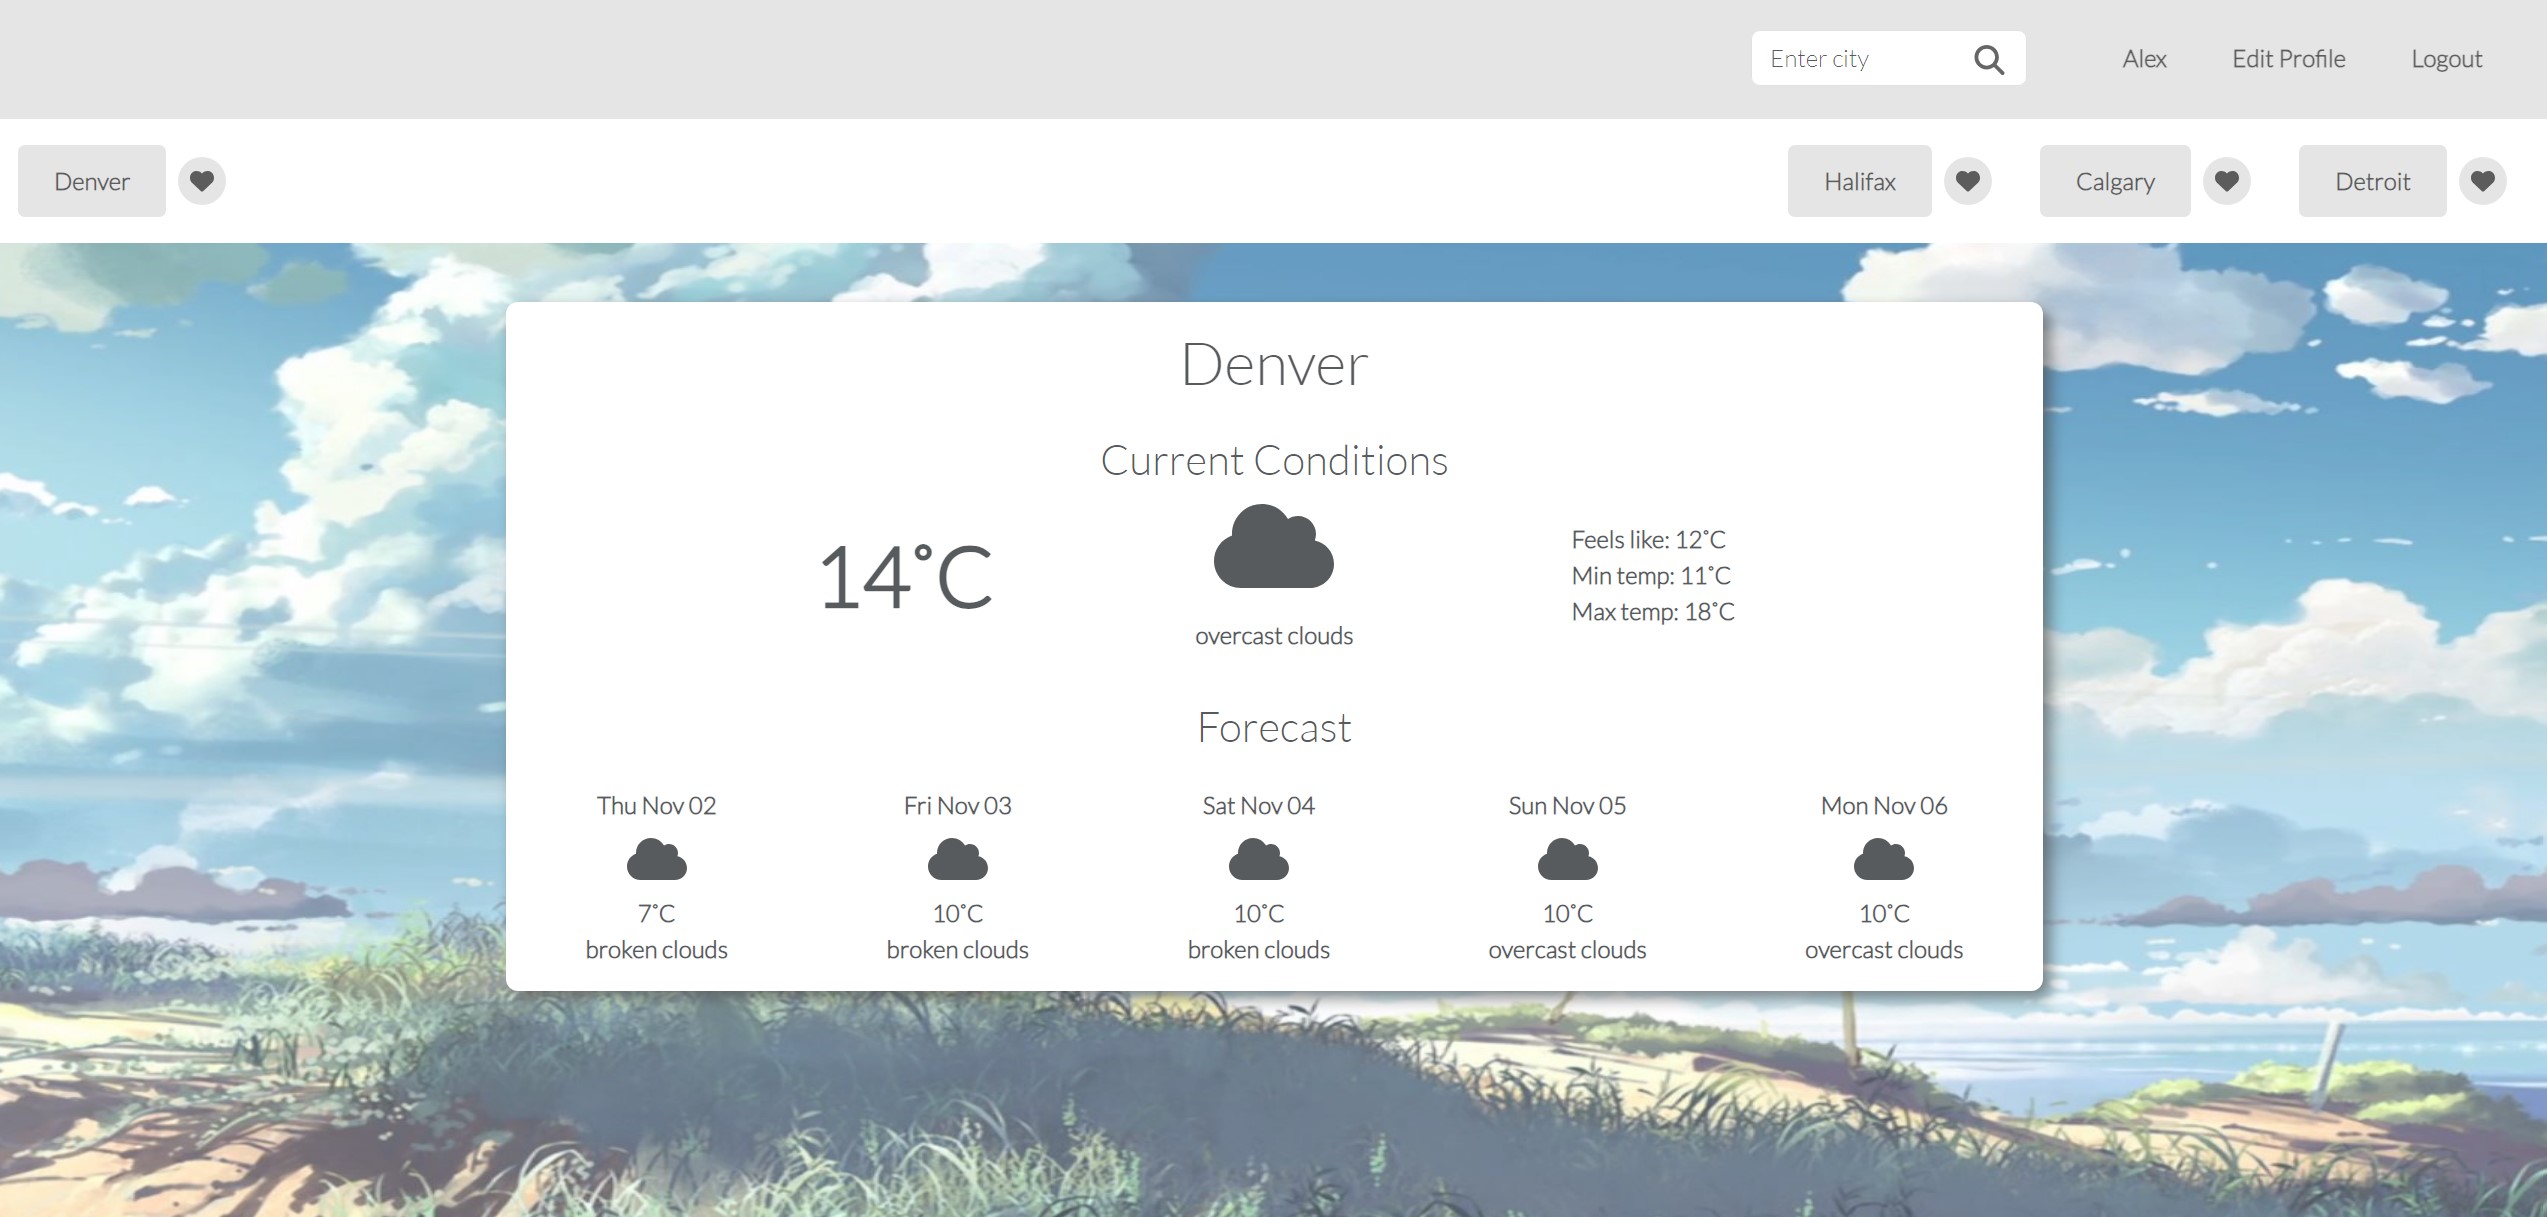 Enter city
Alex
Edit Profile
Logout
Denver
Halifax
Calgary
Detroit
Denver
Current Conditions
14°C
overcast clouds
Feels like: 12°C
Min temp: 11°C
Max temp: 18°C
Forecast
Thu Nov 02
7°C
broken clouds
Fri Nov 03
10°C
broken clouds
Sat Nov 04
10°C
broken clouds
Sun Nov 05
10°C
overcast clouds
Mon Nov 06
10°C
overcast clouds